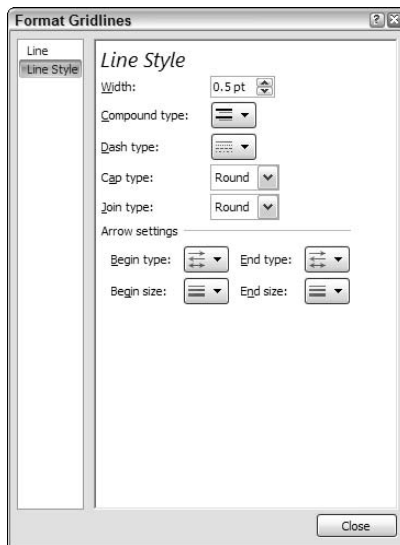 Format Gridlines
Line
Line Style
Line Style
Width: 0.5 pt
Compound type:
Dash type:
Cap type: Round
Join type: Round
Arrow settings
Begin type: End type:
Begin size: End size:
Close